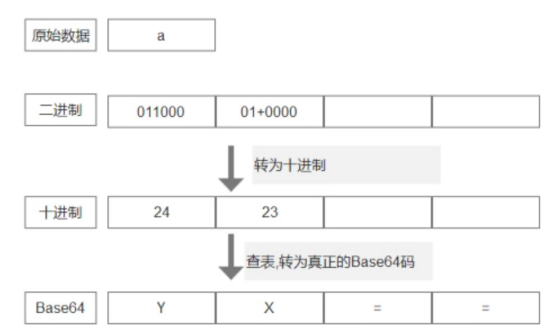 原始数据 a
二进制 011000 01+0000
转为十进制
十进制 24 23
查表,转为真正的Base64码
Base64 Y X = =